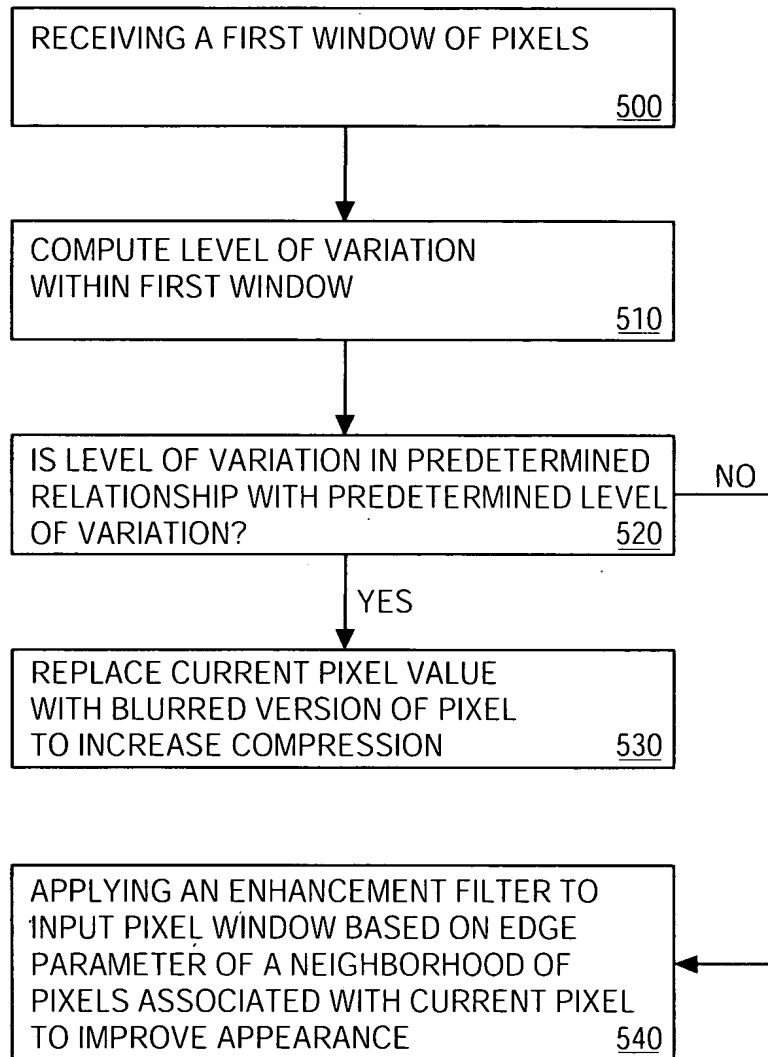 RECEIVING A FIRST WINDOW OF PIXELS
500
COMPUTE LEVEL OF VARIATION
WITHIN FIRST WINDOW
510
IS LEVEL OF VARIATION IN PREDETERMINED
RELATIONSHIP WITH PREDETERMINED LEVEL
OF VARIATION?
520
NO
YES
REPLACE CURRENT PIXEL VALUE
WITH BLURRED VERSION OF PIXEL
TO INCREASE COMPRESSION
530
APPLYING AN ENHANCEMENT FILTER TO
INPUT PIXEL WINDOW BASED ON EDGE
PARAMETER OF A NEIGHBORHOOD OF
PIXELS ASSOCIATED WITH CURRENT PIXEL
TO IMPROVE APPEARANCE
540